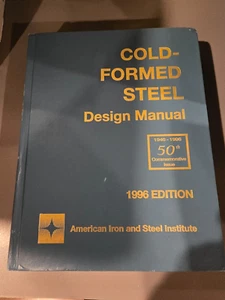 COLD-
FORMED
STEEL
Design Manual
1946 - 1996
50th
Commemorative
Issue
1996 EDITION
American Iron and Steel Institute